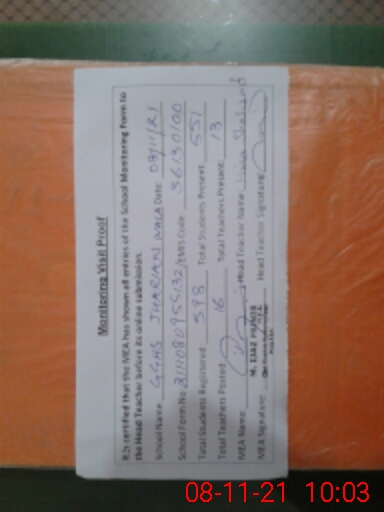 Monitoring Visit Proof
It is certified that the MEA has shown all entries of the School Monitoring Form to
the Head Teacher before its online submission.
School Name GGHS JHARIAN WALA Date 08/11/21
School Form No 2111080955132 EMIS Code 36130100
Total Students Registered 598 Total Students Present 551
Total Teachers Posted 16 Total Teachers Present 13
MEA Name Head Teacher Name
MEA Signature Head Teacher Signature
08-11-21 10:03